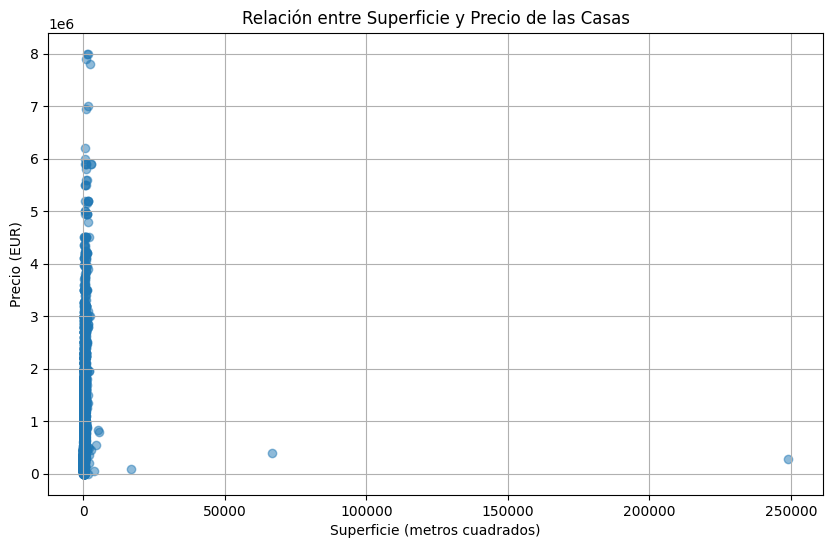 Relación entre Superficie y Precio de las Casas
1e6
8
7
6
5
4
3
2
1
0
Precio (EUR)
0 50000 100000 150000 200000 250000
Superficie (metros cuadrados)